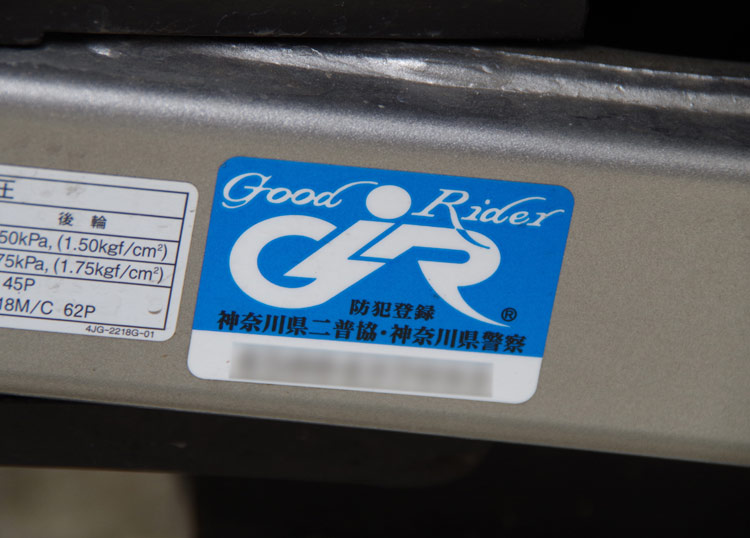 圧
後輪
50kPa, (1.50kgf/cm²)
75kPa, (1.75kgf/cm²)
45P
18M/C 62P
4JG-2218G-01
Good Rider
GR
®
防犯登録
神奈川県二普協・神奈川県警察